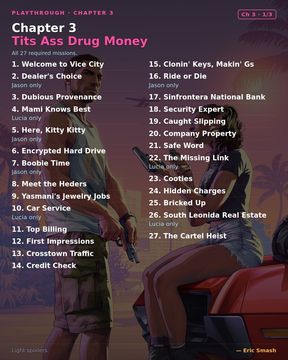 PLAYTHROUGH • CHAPTER 3
Ch 3 · 1/3
Chapter 3
Tits Ass Drug Money
All 27 required missions.
1. Welcome to Vice City
2. Dealer's Choice
Jason only
3. Dubious Provenance
4. Mami Knows Best
Lucia only
5. Here, Kitty Kitty
Jason only
6. Encrypted Hard Drive
7. Boobie Time
Jason only
8. Meet the Heders
9. Yasmani's Jewelry Jobs
10. Car Service
Lucia only
11. Top Billing
12. First Impressions
13. Crosstown Traffic
14. Credit Check
15. Clonin' Keys, Makin' Gs
16. Ride or Die
Jason only
17. Sinfrontera National Bank
18. Security Expert
19. Caught Slipping
20. Company Property
21. Safe Word
22. The Missing Link
Lucia only
23. Cooties
24. Hidden Charges
25. Bricked Up
26. South Leonida Real Estate
Lucia only
27. The Cartel Heist
Light spoilers
— Eric Smash